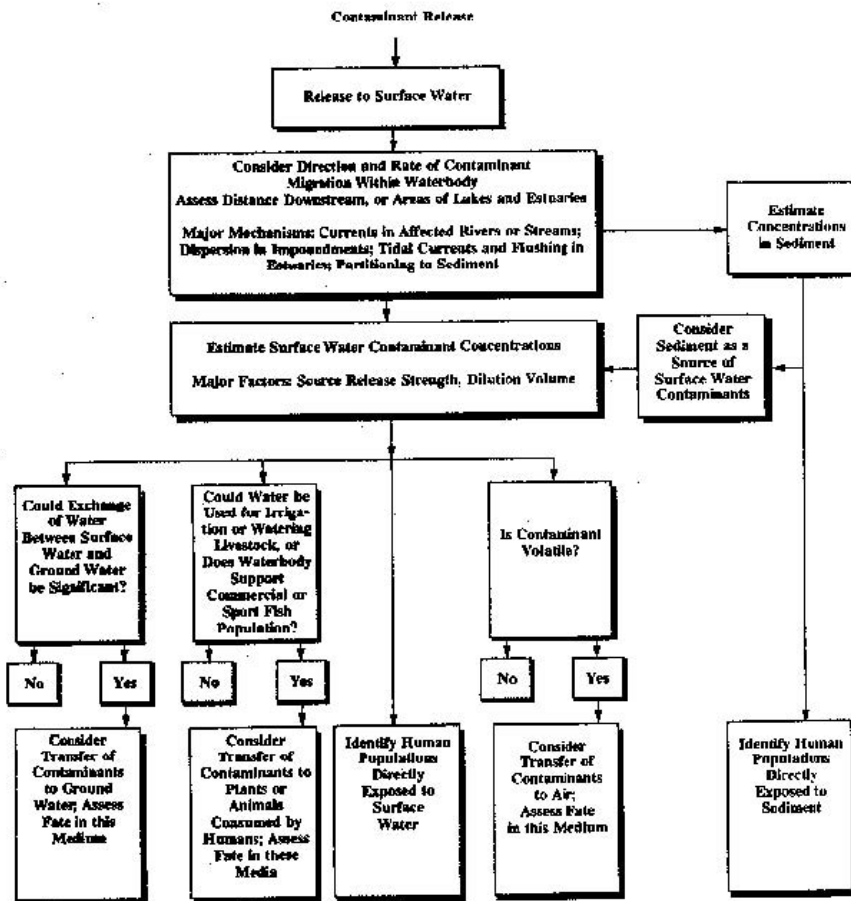 Contaminant Release
Release to Surface Water
Consider Direction and Rate of Contaminant
Migration Within Waterbody
Assess Distance Downstream, or Areas of Lakes and Estuaries
Major Mechanisms: Currents in Affected Rivers or Streams;
Dispersion in Impoundments; Tidal Currents and Flushing in
Estuaries; Partitioning to Sediment
Estimate
Concentrations
in Sediment
Estimate Surface Water Contaminant Concentrations
Major Factors: Source Release Strength, Dilution Volume
Consider
Sediment as a
Source of
Surface Water
Contaminants
Could Exchange
of Water
Between Surface
Water and
Ground Water
be Significant?
Could Water be
Used for Irriga-
tion or Watering
Livestock, or
Does Waterbody
Support
Commercial or
Sport Fish
Population?
Is Contaminant
Volatile?
No
Yes
No
Yes
No
Yes
Consider
Transfer of
Contaminants
to Ground
Water; Assess
Fate in this
Medium
Consider
Transfer of
Contaminants to
Plants or
Animals
Consumed by
Humans; Assess
Fate in these
Media
Identify Human
Populations
Directly
Exposed to
Surface
Water
Consider
Transfer of
Contaminants
to Air;
Assess Fate
in this Medium
Identify Human
Populations
Directly
Exposed to
Sediment